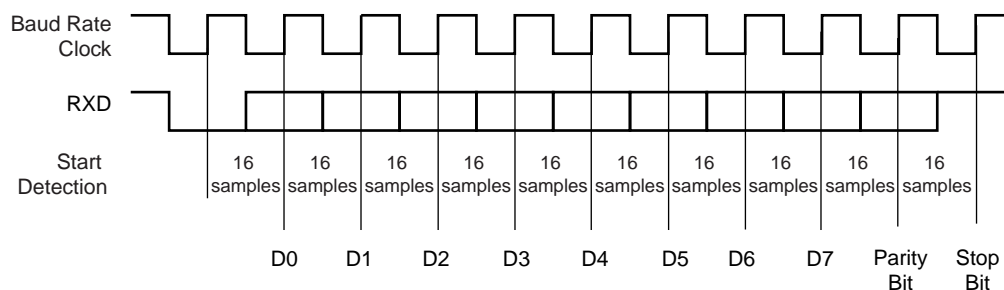 Baud Rate
Clock
RXD
Start
Detection
16 16 16 16 16 16 16 16 16 16
samples samples samples samples samples samples samples samples samples samples
D0 D1 D2 D3 D4 D5 D6 D7 Parity Stop
Bit Bit